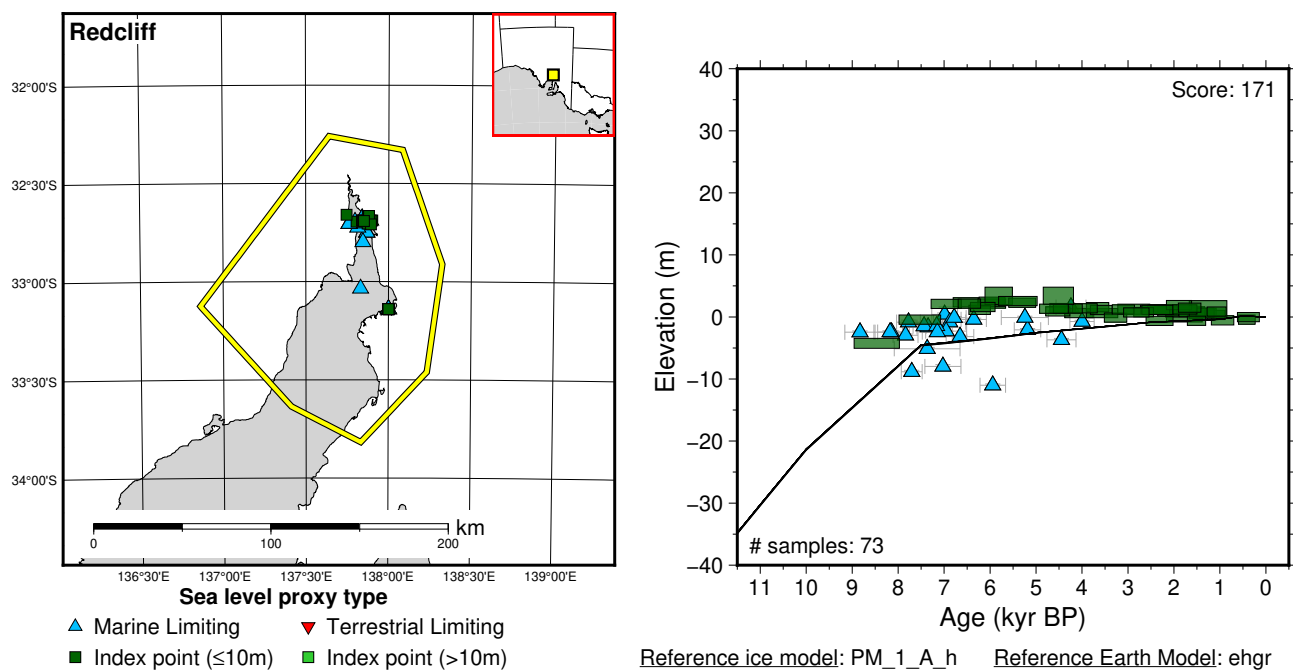 Redcliff
32°00'S
32°30'S
33°00'S
33°30'S
34°00'S
km
0 100 200
136°30'E 137°00'E 137°30'E 138°00'E 138°30'E 139°00'E
Sea level proxy type
Marine Limiting Terrestrial Limiting
Index point (≤10m) Index point (>10m)
Score: 171
40
30
20
10
0
−10
−20
−30
−40
Elevation (m)
# samples: 73
11 10 9 8 7 6 5 4 3 2 1 0
Age (kyr BP)
Reference ice model: PM_1_A_h Reference Earth Model: ehgr